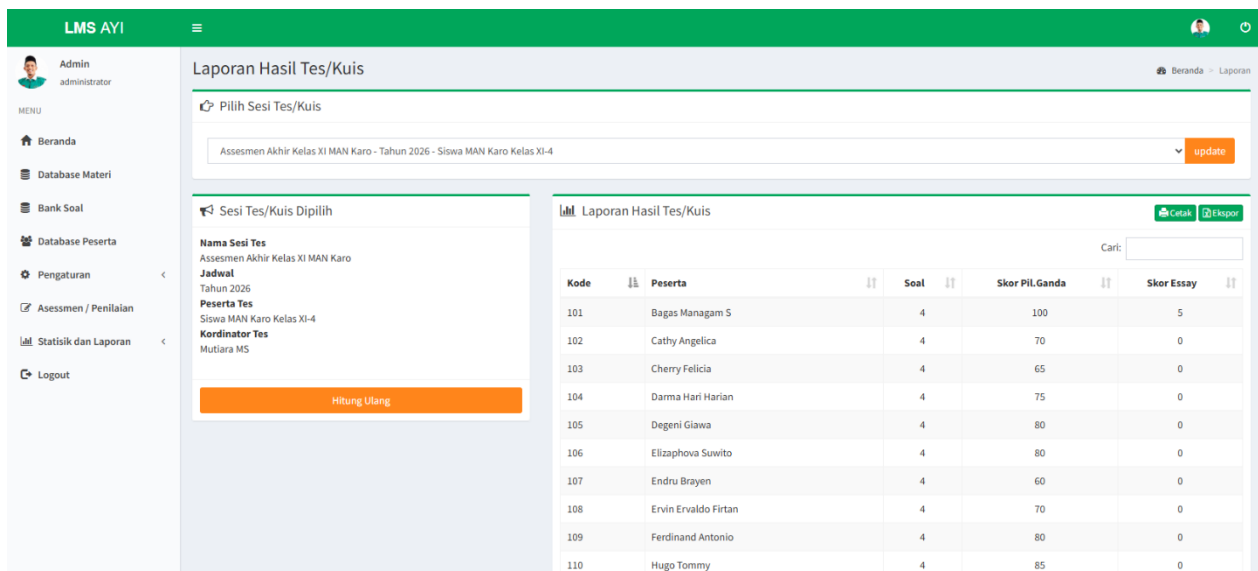 LMS AYI
Admin
administrator
MENU
Beranda
Database Materi
Bank Soal
Database Peserta
Pengaturan
Asessmen / Penilaian
Statisik dan Laporan
Logout
Laporan Hasil Tes/Kuis
Beranda > Laporan
Pilih Sesi Tes/Kuis
Assesmen Akhir Kelas XI MAN Karo - Tahun 2026 - Siswa MAN Karo Kelas XI-4
update
Sesi Tes/Kuis Dipilih
Nama Sesi Tes
Assesmen Akhir Kelas XI MAN Karo
Jadwal
Tahun 2026
Peserta Tes
Siswa MAN Karo Kelas XI-4
Kordinator Tes
Mutiara MS
Hitung Ulang
Laporan Hasil Tes/Kuis
Cetak Ekspor
Cari:
Kode Peserta Soal Skor Pil.Ganda Skor Essay
101 Bagas Managam S 4 100 5
102 Cathy Angelica 4 70 0
103 Cherry Felicia 4 65 0
104 Darma Hari Harian 4 75 0
105 Degeni Giawa 4 80 0
106 Elizaphova Suwito 4 80 0
107 Endru Brayen 4 60 0
108 Ervin Ervaldo Firtan 4 70 0
109 Ferdinand Antonio 4 80 0
110 Hugo Tommy 4 85 0